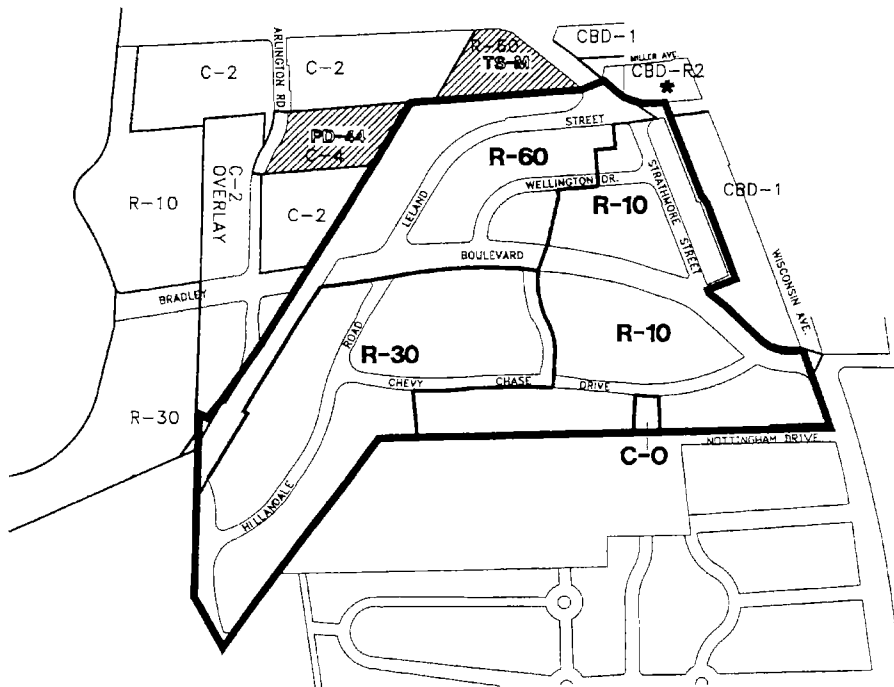 ARLINGTON RD.
CBD-1
R-60
TS-M
MILLER AVE.
C-2
C-2
CBD-R2
*
PD-44
C-4
STREET
R-60
C-2 OVERLAY
WELLINGTON DR.
STRATHMORE STREET
CBD-1
R-10
C-2
LELAND
R-10
BOULEVARD
WISCONSIN AVE.
BRADLEY
ROAD
R-30
R-10
CHEVY CHASE DRIVE
R-30
NOTTINGHAM DRIVE
C-O
HILLANDALE